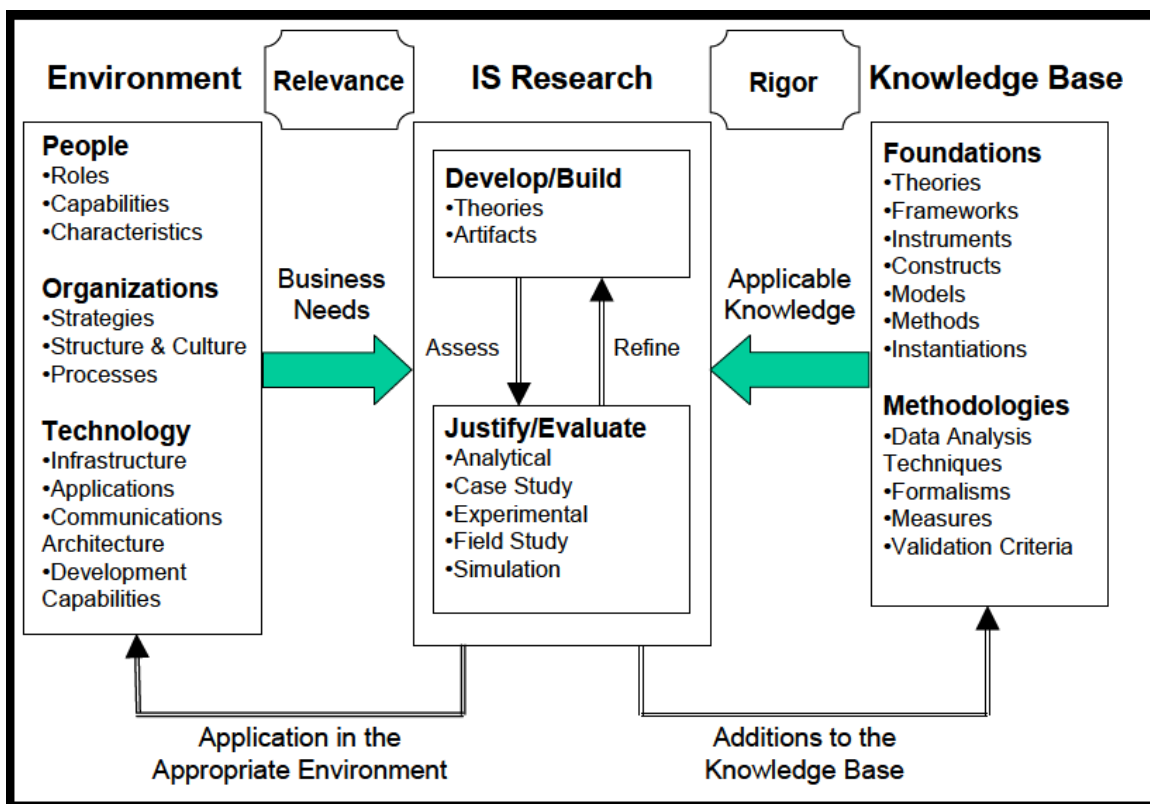 Environment
Relevance
IS Research
Rigor
Knowledge Base
People
•Roles
•Capabilities
•Characteristics
Organizations
•Strategies
•Structure & Culture
•Processes
Technology
•Infrastructure
•Applications
•Communications
Architecture
•Development
Capabilities
Business
Needs
Develop/Build
•Theories
•Artifacts
Assess
Refine
Justify/Evaluate
•Analytical
•Case Study
•Experimental
•Field Study
•Simulation
Applicable
Knowledge
Foundations
•Theories
•Frameworks
•Instruments
•Constructs
•Models
•Methods
•Instantiations
Methodologies
•Data Analysis
Techniques
•Formalisms
•Measures
•Validation Criteria
Application in the
Appropriate Environment
Additions to the
Knowledge Base